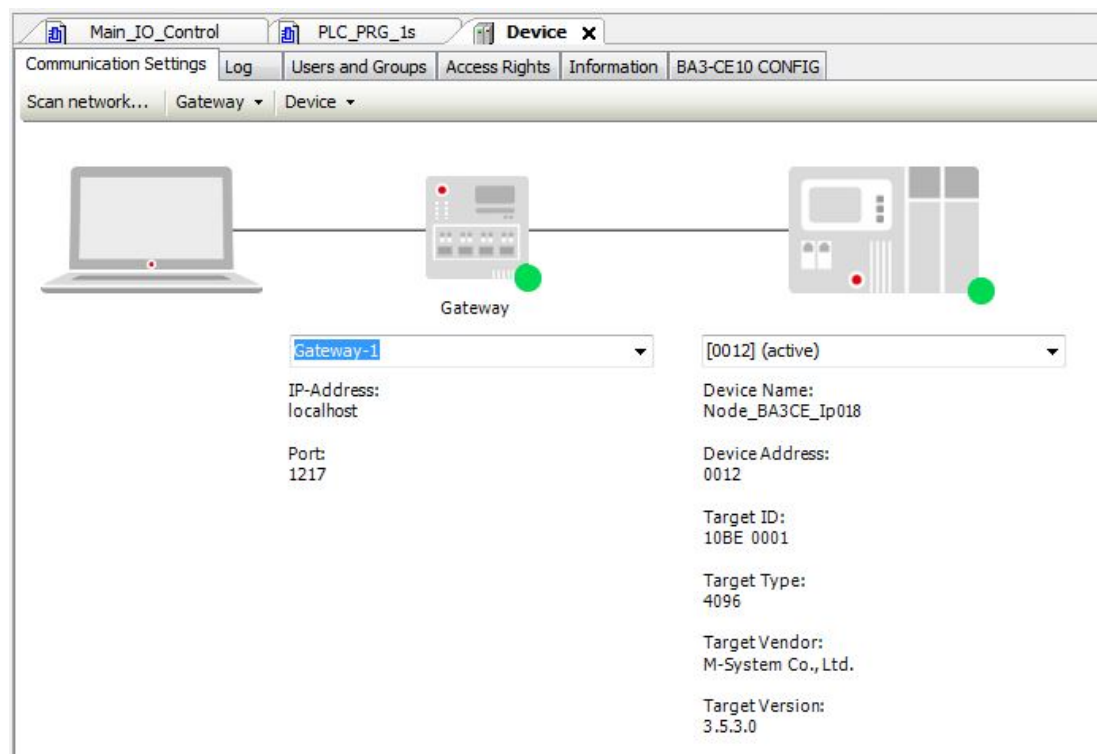 Main_IO_Control PLC_PRG_1s Device X
Communication Settings Log Users and Groups Access Rights Information BA3-CE10 CONFIG
Scan network... Gateway Device
Gateway
Gateway-1
IP-Address:
localhost
Port:
1217
[0012] (active)
Device Name:
Node_BA3CE_Ip018
Device Address:
0012
Target ID:
10BE 0001
Target Type:
4096
Target Vendor:
M-System Co., Ltd.
Target Version:
3.5.3.0